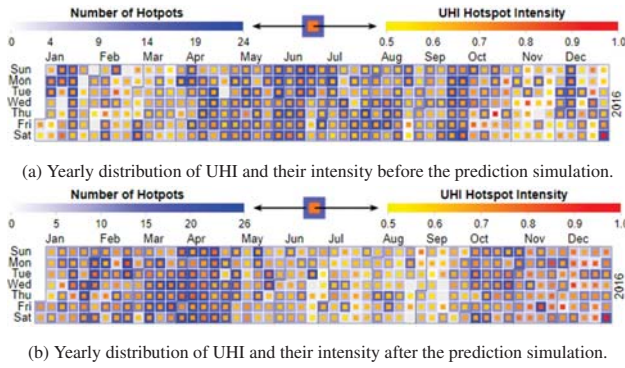 Number of Hotpots UHI Hotspot Intensity
0 4 9 14 19 24 0.5 0.6 0.7 0.8 0.9 1.0
Jan Feb Mar Apr May Jun Jul Aug Sep Oct Nov Dec
Sun
Mon
Tue
Wed
Thu
Fri
Sat
2016
(a) Yearly distribution of UHI and their intensity before the prediction simulation.
Number of Hotpots UHI Hotspot Intensity
0 5 10 15 20 26 0.5 0.6 0.7 0.8 0.9 1.0
Jan Feb Mar Apr May Jun Jul Aug Sep Oct Nov Dec
Sun
Mon
Tue
Wed
Thu
Fri
Sat
2016
(b) Yearly distribution of UHI and their intensity after the prediction simulation.